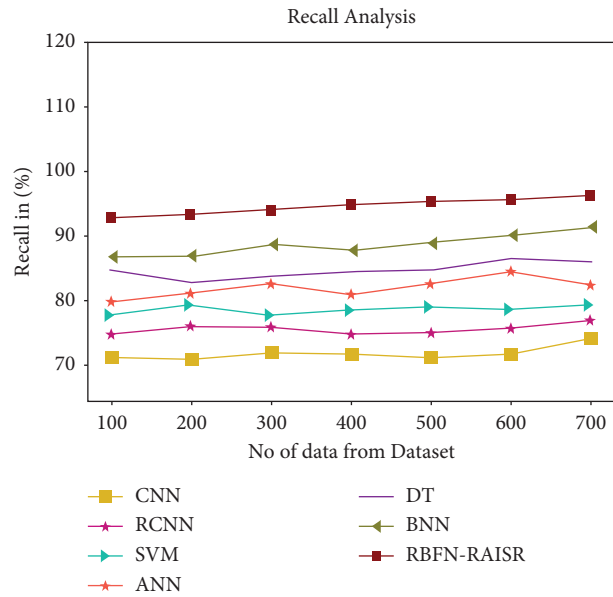 Recall Analysis
120
110
100
90
80
70
Recall in (%)
100 200 300 400 500 600 700
No of data from Dataset
CNN
RCNN
SVM
ANN
DT
BNN
RBFN-RAISR